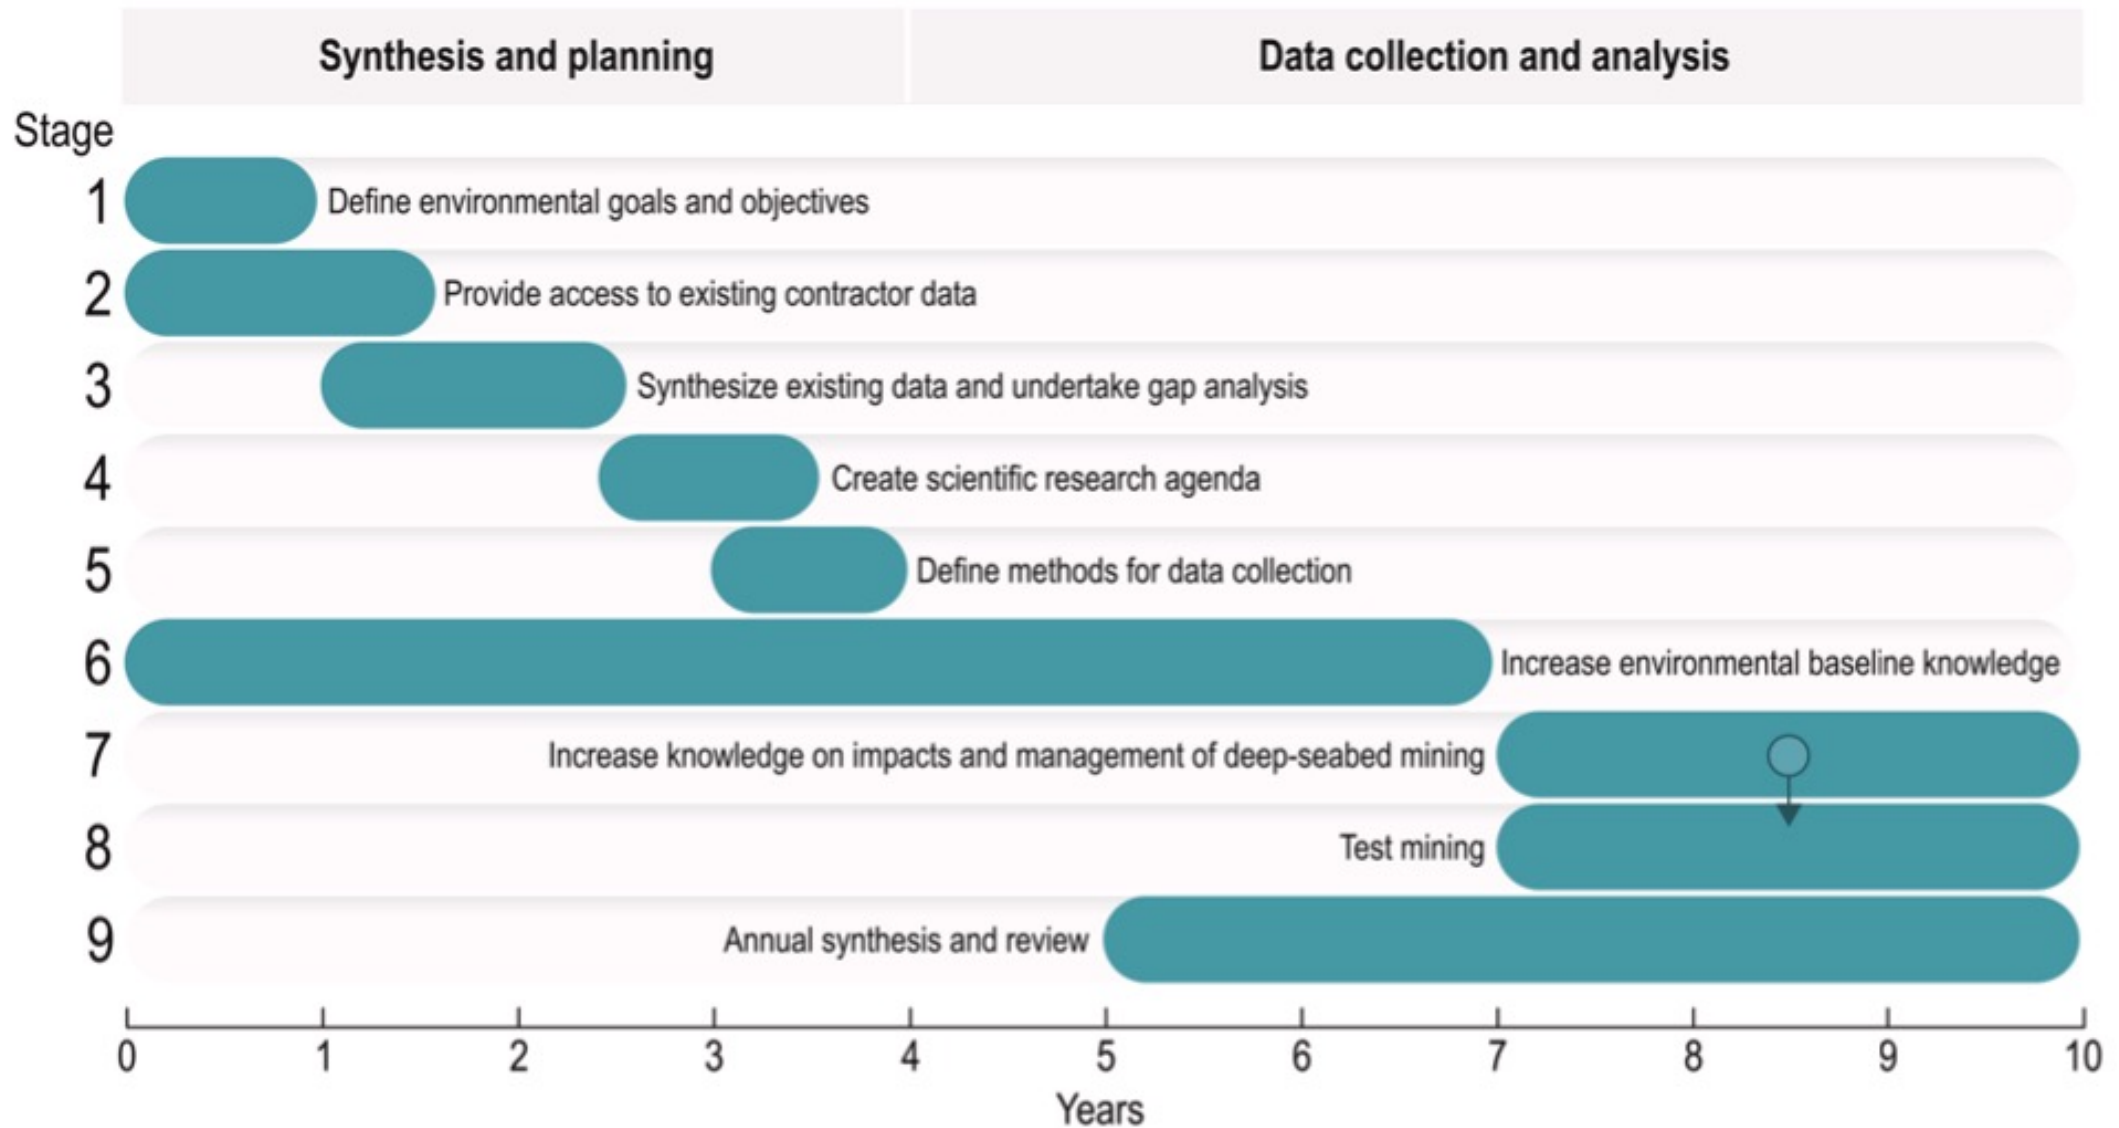 Synthesis and planning
Data collection and analysis
Stage
1 Define environmental goals and objectives
2 Provide access to existing contractor data
3 Synthesize existing data and undertake gap analysis
4 Create scientific research agenda
5 Define methods for data collection
6 Increase environmental baseline knowledge
7 Increase knowledge on impacts and management of deep-seabed mining
8 Test mining
9 Annual synthesis and review
0 1 2 3 4 5 6 7 8 9 10
Years